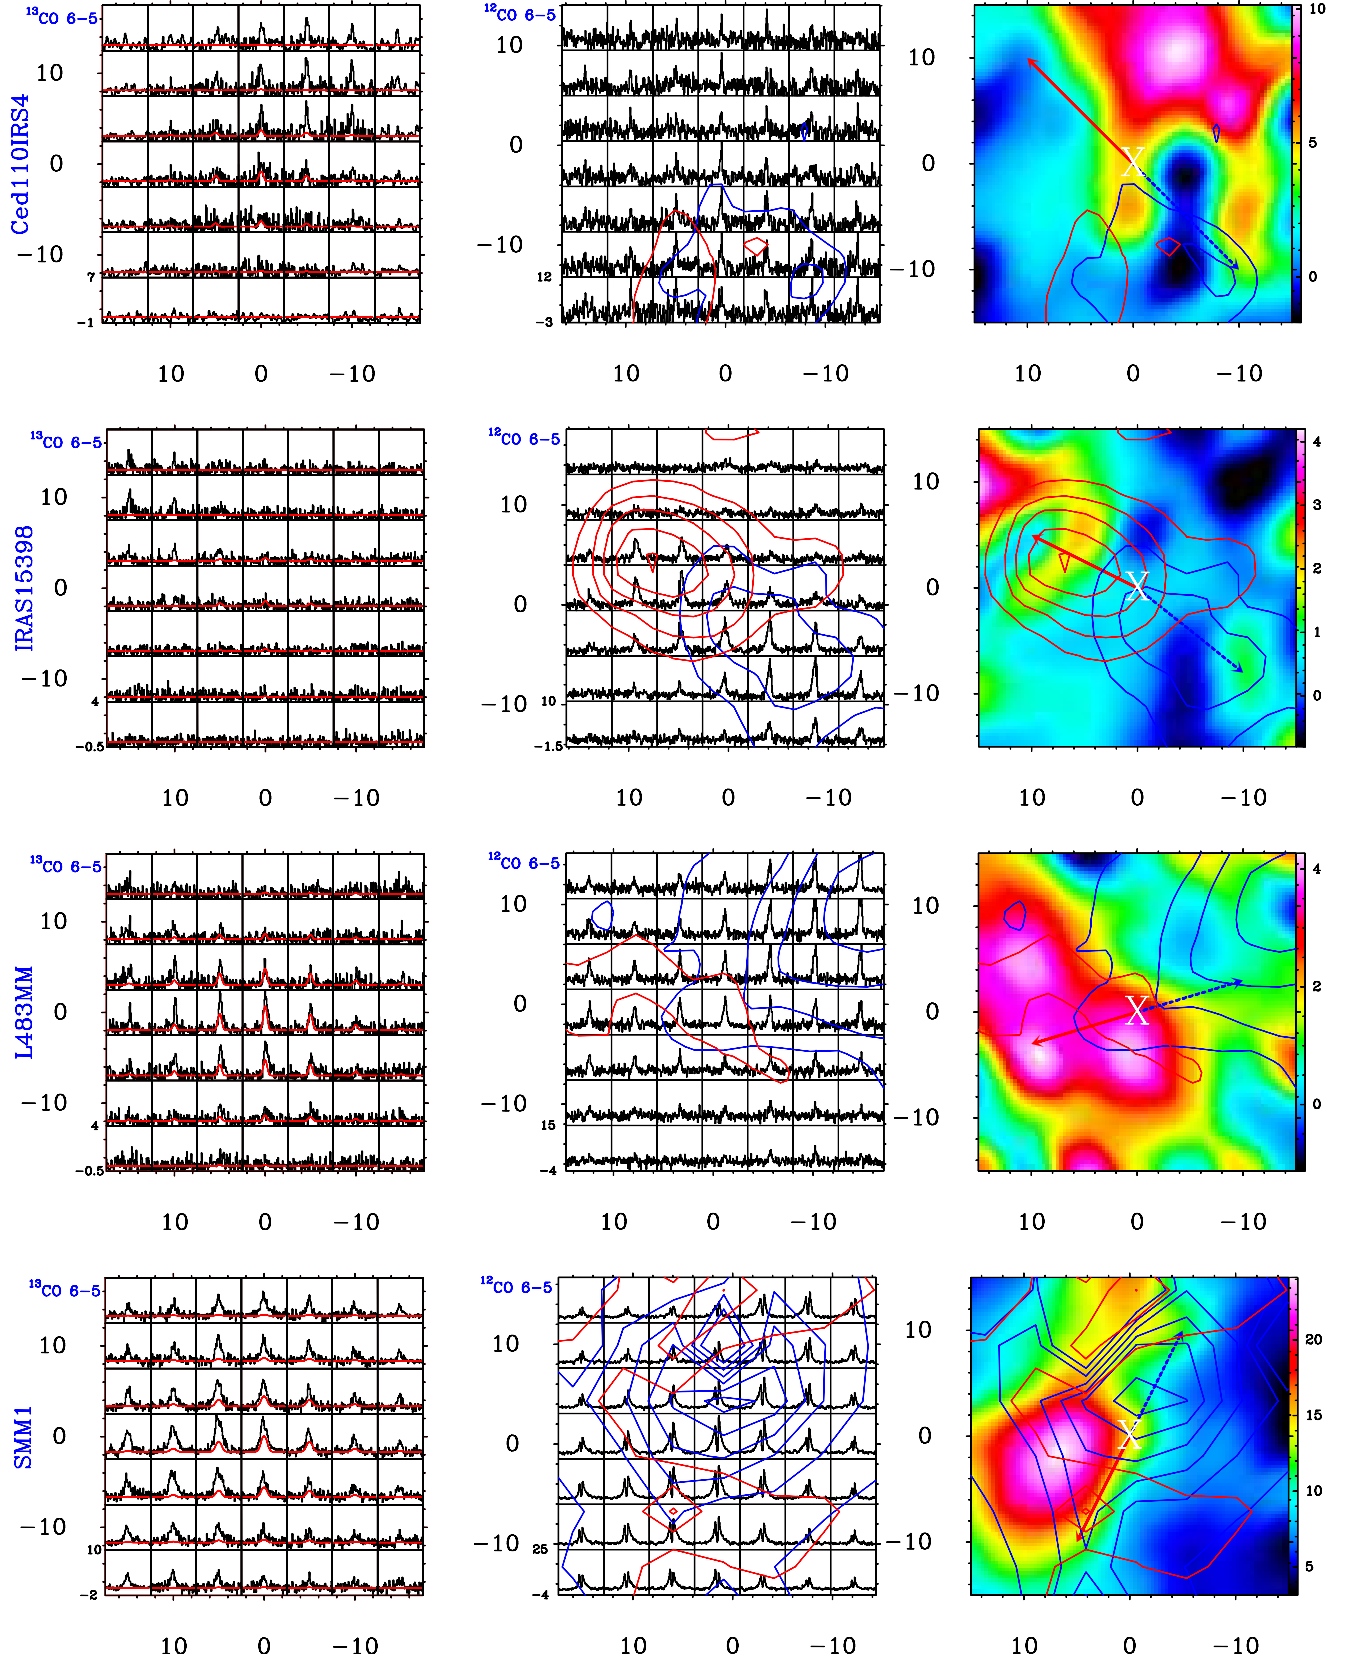 ¹³CO 6−5 ¹²CO 6−5 10
10 10 10
5
Ced110IRS4
0 0 0
−10 −10 −10 0
7 12
−1 −3
10 0 −10 10 0 −10 10 0 −10
X
¹³CO 6−5 ¹²CO 6−5 4
10 10 10 3
IRAS15398
2
0 0 0
1
−10 −10 −10 0
4 10
−0.5 −1.5
10 0 −10 10 0 −10 10 0 −10
X
¹³CO 6−5 ¹²CO 6−5 4
10 10 10
L483MM
0 0 0 2
−10 −10 −10 0
4 15
−0.5 −4
10 0 −10 10 0 −10 10 0 −10
X
¹³CO 6−5 ¹²CO 6−5
10 10 10 20
SMM1
15
0 0 0
10
−10 −10 −10
10 25 5
−2 −4
10 0 −10 10 0 −10 10 0 −10
X